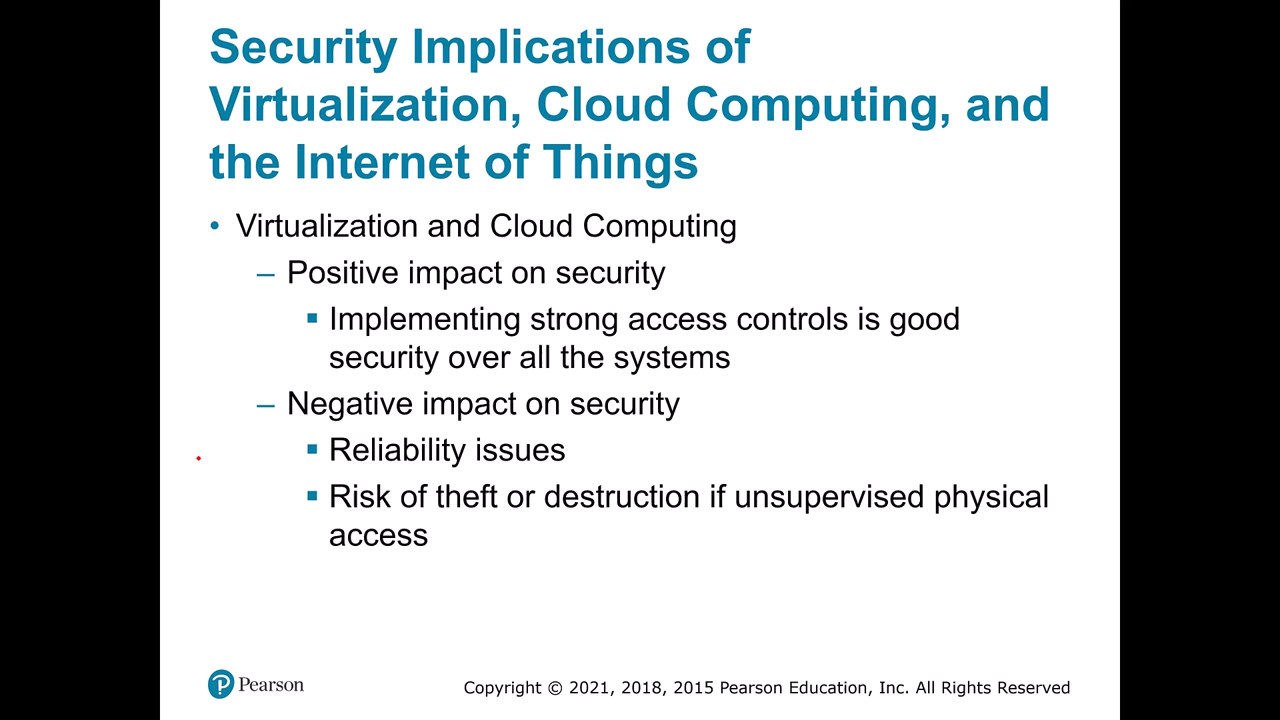 Security Implications of
Virtualization, Cloud Computing, and
the Internet of Things
• Virtualization and Cloud Computing
– Positive impact on security
▪ Implementing strong access controls is good
security over all the systems
– Negative impact on security
▪ Reliability issues
▪ Risk of theft or destruction if unsupervised physical
access
Pearson
Copyright © 2021, 2018, 2015 Pearson Education, Inc. All Rights Reserved